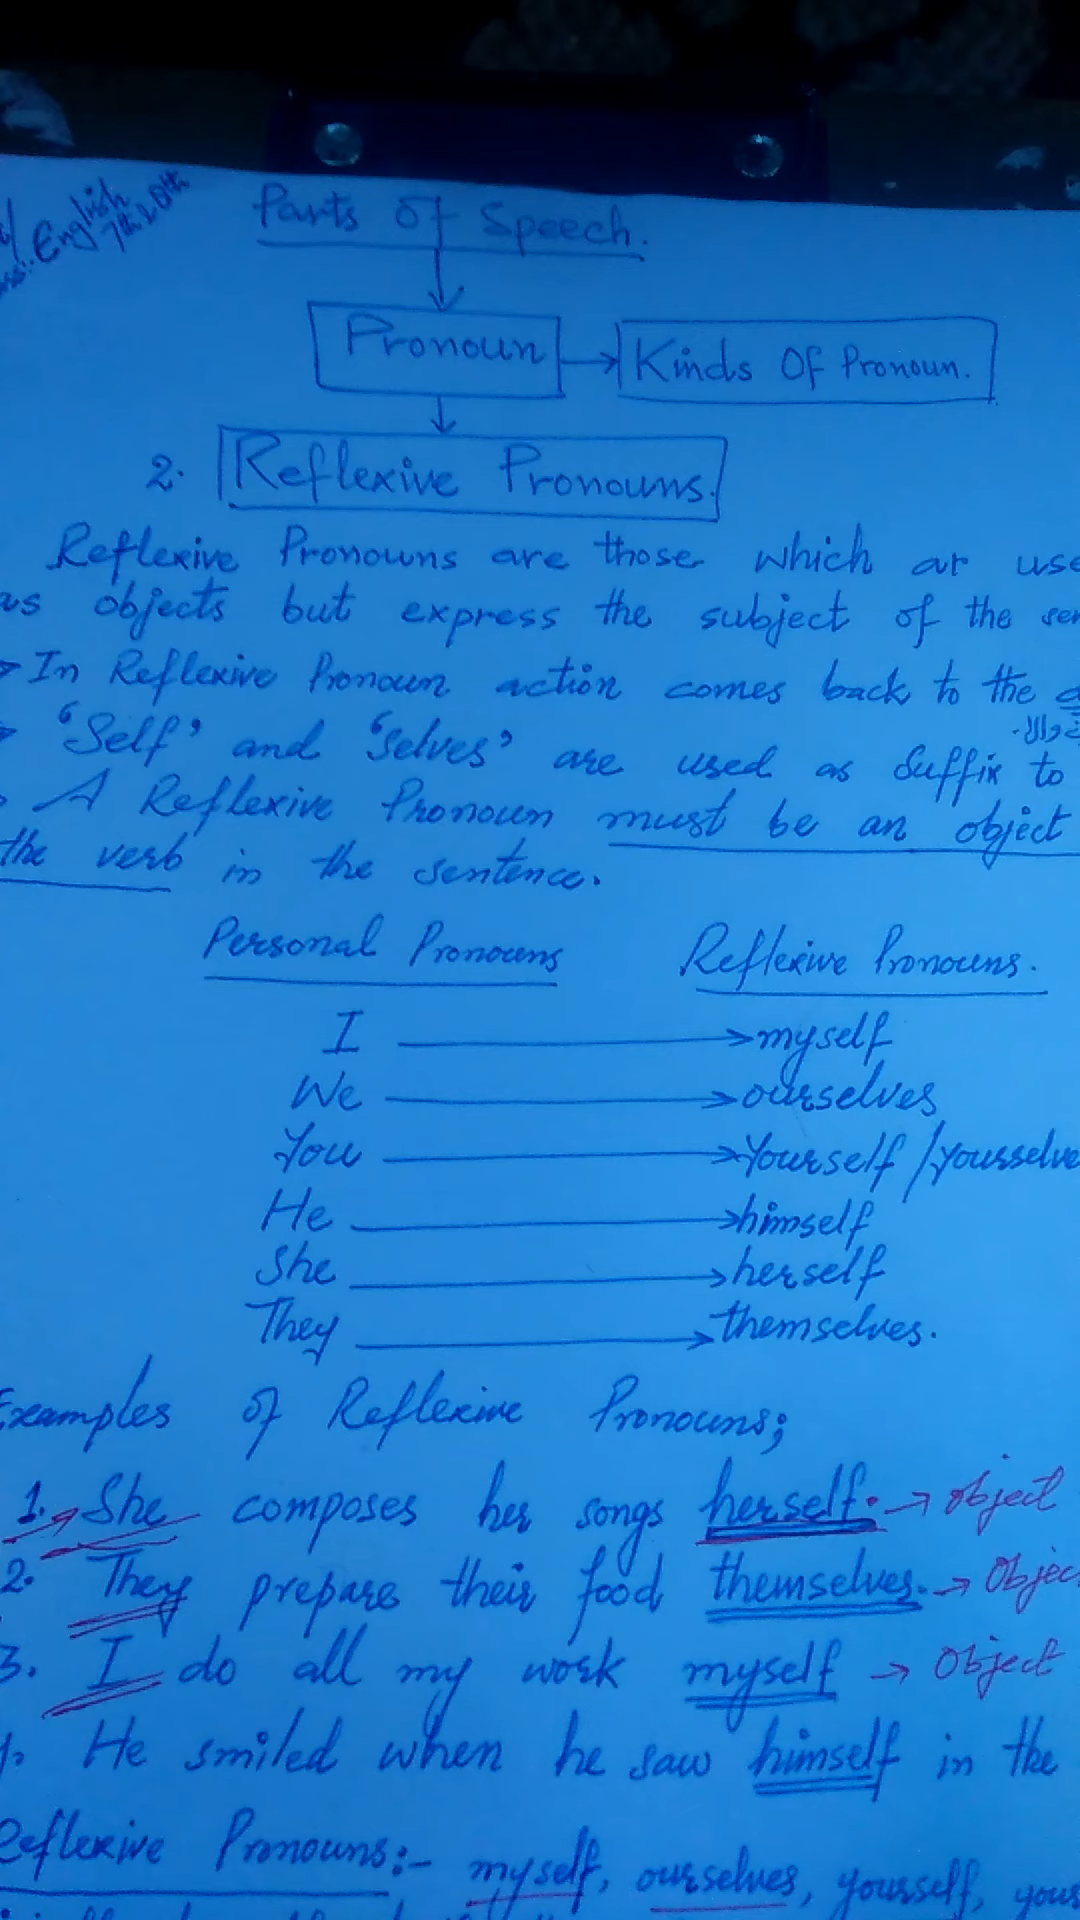 English
7th, 8th
Parts of Speech.
Pronoun
Kinds Of Pronoun.
2. Reflexive Pronouns.
Reflexive Pronouns are those which ar use
as objects but express the subject of the sen
In Reflexive Pronoun action comes back to the d
'Self' and 'Selves' are used as Suffix to
A Reflexive Pronoun must be an object
the verb in the sentence.
Personal Pronouns Reflexive Pronouns.
I myself
We ourselves
You Yourself / yousselve
He himself
She herself
They themselves.
Examples of Reflexive Pronouns;
1. She composes her songs herself. → object
2. They prepare their food themselves. → Objec
3. I do all my work myself → Object
He smiled when he saw himself in the
Reflexive Pronouns:- myself, ourselves, yourself, yours